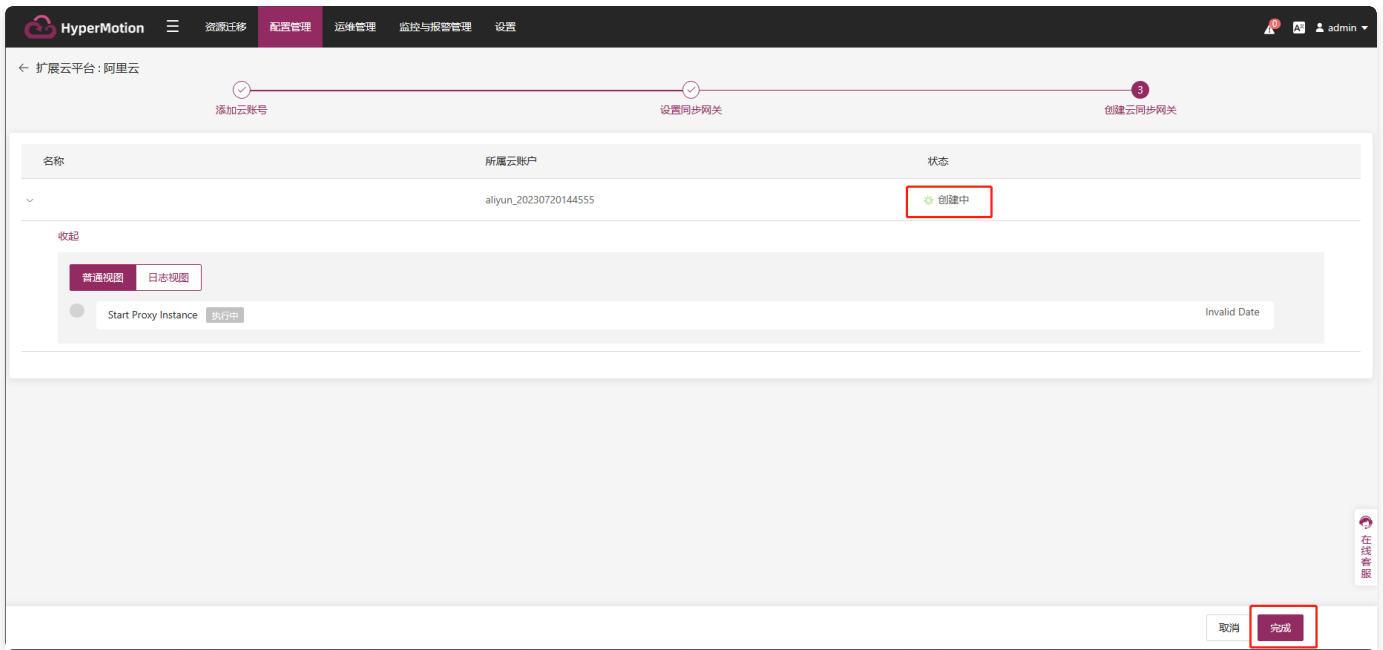 HyperMotion 资源迁移 配置管理 运维管理 监控与报警管理 设置 0 admin
扩展云平台 : 阿里云
3
添加云账号 设置同步网关 创建云同步网关
名称 所属云账户 状态
aliyun_20230720144555 创建中
收起
普通视图 日志视图
Start Proxy Instance 执行中 Invalid Date
在线客服
取消 完成